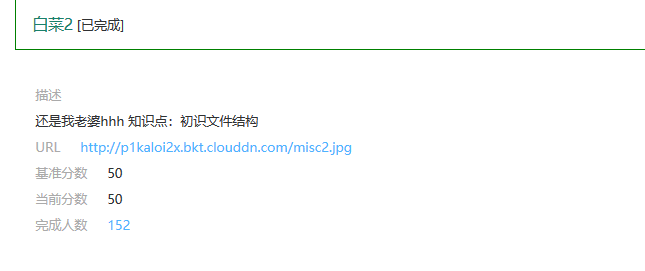 白菜2 [已完成]
描述
还是我老婆hhh 知识点：初识文件结构
URL http://p1kaloi2x.bkt.clouddn.com/misc2.jpg
基准分数 50
当前分数 50
完成人数 152